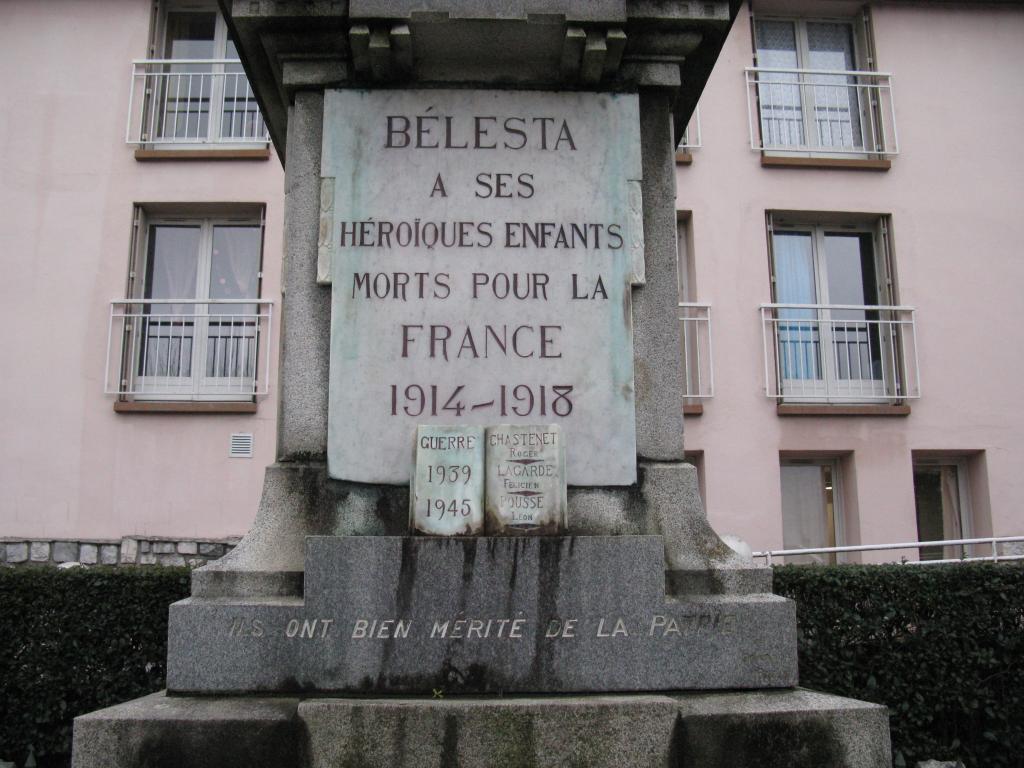 BÉLESTA
A SES
HÉROÏQUES ENFANTS
MORTS POUR LA
FRANCE
1914-1918
GUERRE
1939
1945
CHASTENET
ROGER
LAGARDE
FÉLICIEN
POUSSE
LÉON
ILS ONT BIEN MÉRITÉ DE LA PATRIE